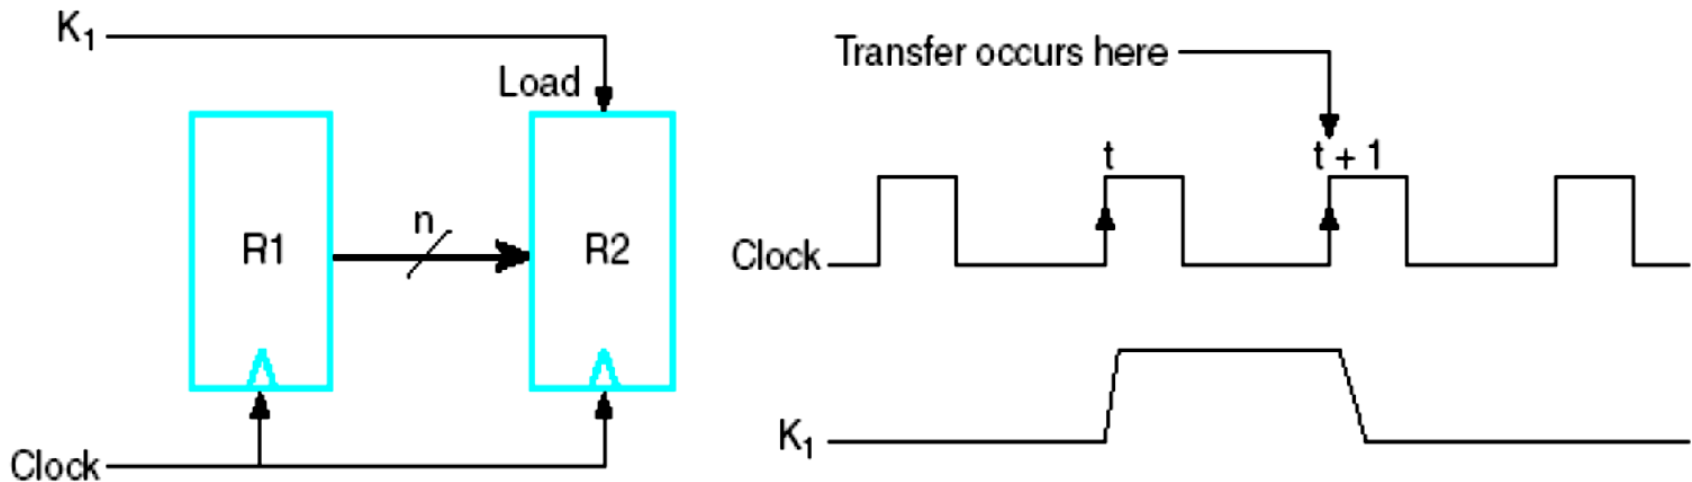 K₁
Load
R1
n
R2
Clock
Transfer occurs here
t
t + 1
Clock
K₁